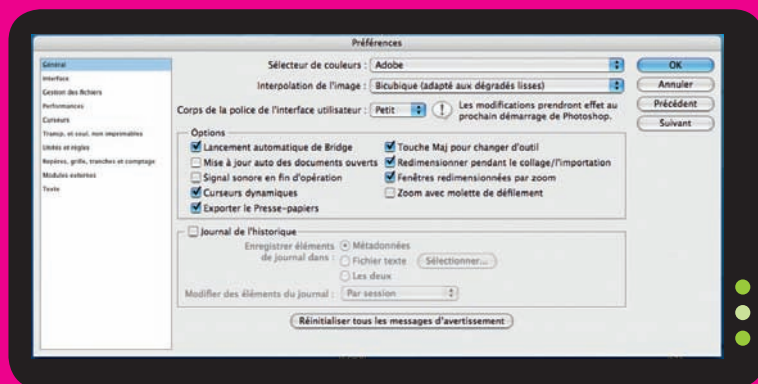 Préférences
Général
Interface
Gestion des fichiers
Performances
Curseurs
Transp. et coul. non imprimables
Unités et règles
Repères, grille, tranches et comptage
Modules externes
Texte
Sélecteur de couleurs : Adobe
Interpolation de l'image : Bicubique (adapté aux dégradés lisses)
Corps de la police de l'interface utilisateur : Petit
Les modifications prendront effet au
prochain démarrage de Photoshop.
Options
Lancement automatique de Bridge
Mise à jour auto des documents ouverts
Signal sonore en fin d'opération
Curseurs dynamiques
Exporter le Presse-papiers
Touche Maj pour changer d'outil
Redimensionner pendant le collage/l'importation
Fenêtres redimensionnées par zoom
Zoom avec molette de défilement
Journal de l'historique
Enregistrer éléments
de journal dans :
Métadonnées
Fichier texte
Sélectionner...
Les deux
Modifier des éléments du journal : Par session
Réinitialiser tous les messages d'avertissement
OK
Annuler
Précédent
Suivant